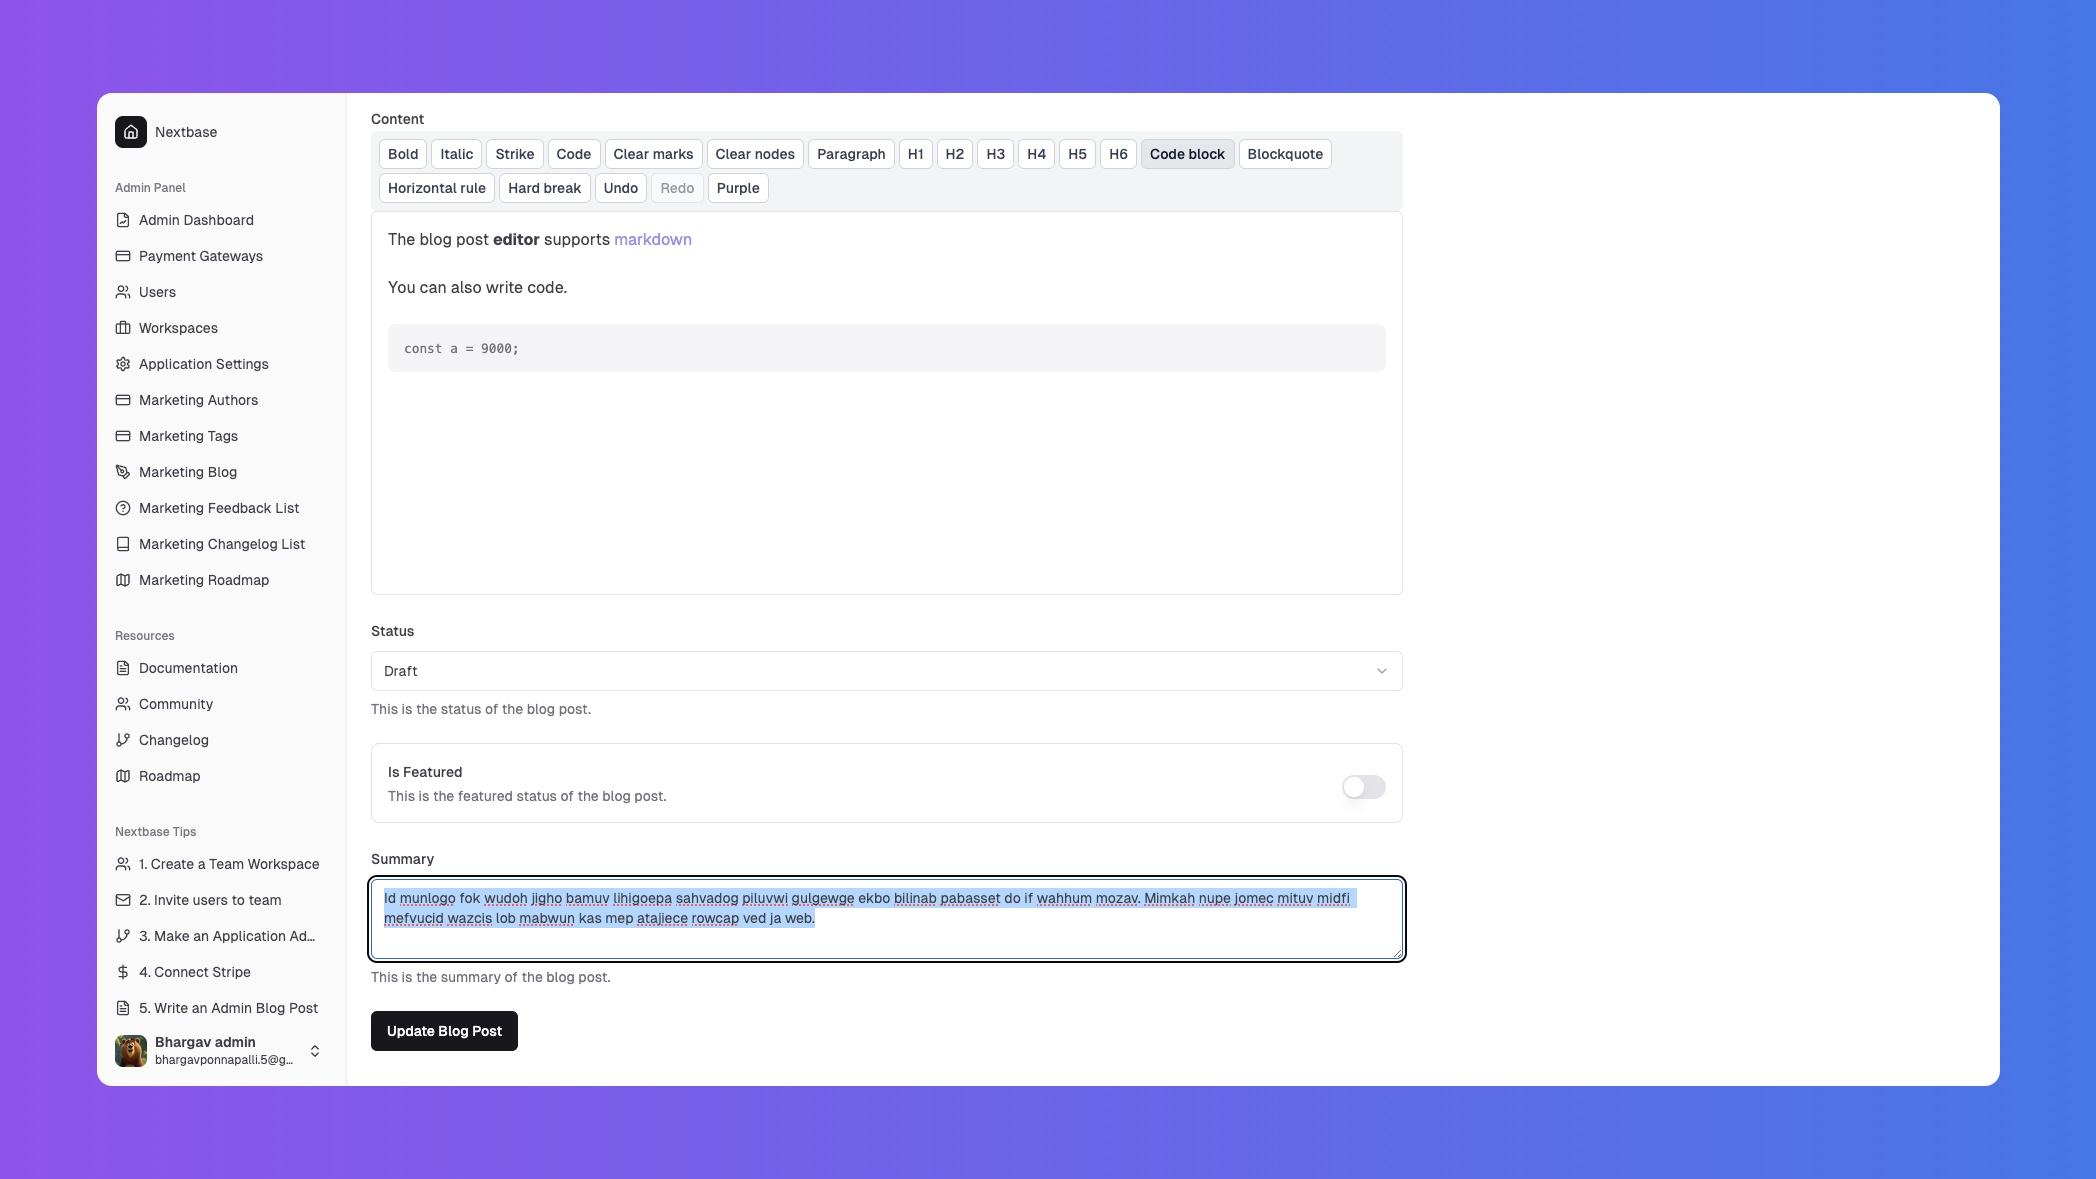 Nextbase
Admin Panel
Admin Dashboard
Payment Gateways
Users
Workspaces
Application Settings
Marketing Authors
Marketing Tags
Marketing Blog
Marketing Feedback List
Marketing Changelog List
Marketing Roadmap
Resources
Documentation
Community
Changelog
Roadmap
Nextbase Tips
1. Create a Team Workspace
2. Invite users to team
3. Make an Application Ad...
4. Connect Stripe
5. Write an Admin Blog Post
Bhargav admin
bhargavponnapalli.5@g...
Content
Bold Italic Strike Code Clear marks Clear nodes Paragraph H1 H2 H3 H4 H5 H6 Code block Blockquote
Horizontal rule Hard break Undo Redo Purple
The blog post editor supports markdown
You can also write code.
const a = 9000;
Status
Draft
This is the status of the blog post.
Is Featured
This is the featured status of the blog post.
Summary
Id munlogo fok wudoh jigho bamuv lihigoepa sahvadog piluvwi gulgewge ekbo bilinab pabasset do if wahhum mozav. Mimkah nupe jomec mituv midfi
mefvucid wazcis lob mabwun kas mep atajiece rowcap ved ja web.
This is the summary of the blog post.
Update Blog Post